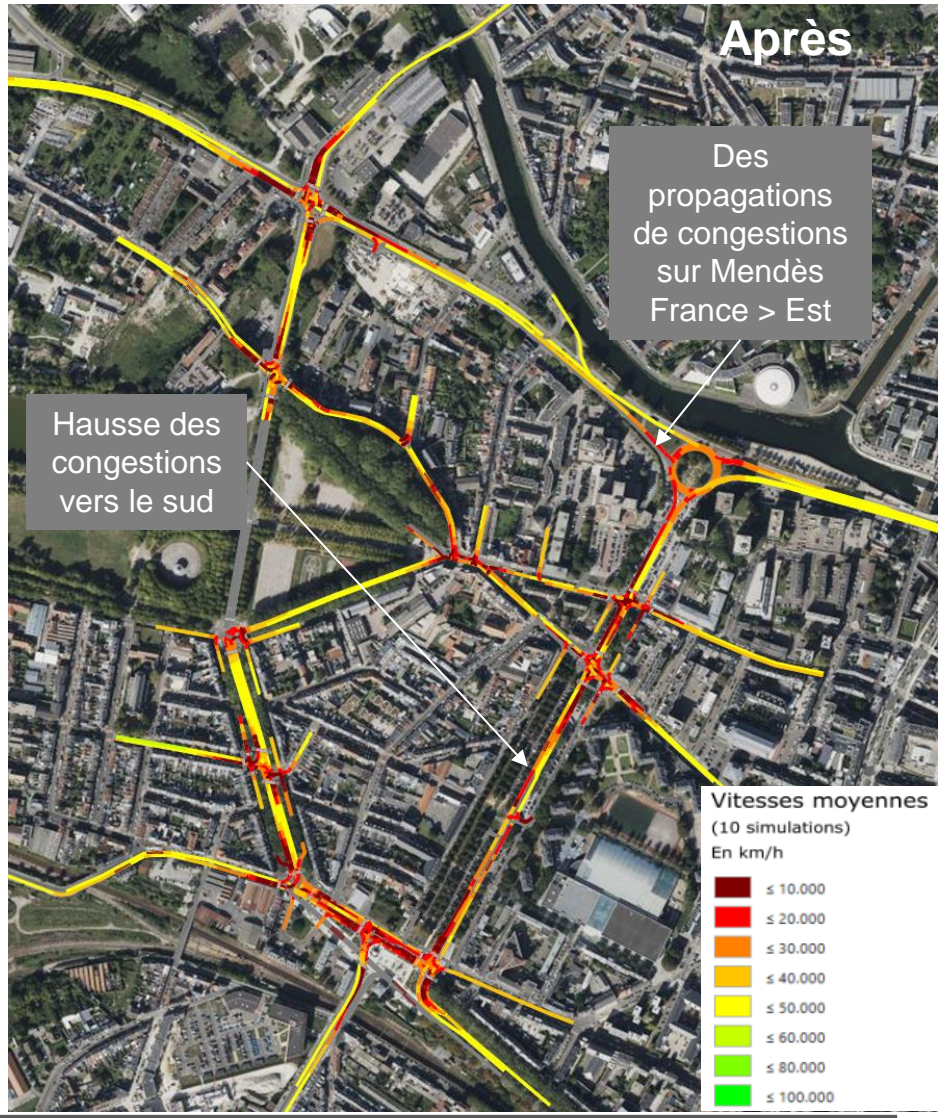 Après
Des
propagations
de congestions
sur Mendès
France > Est
Hausse des
congestions
vers le sud
Vitesses moyennes
(10 simulations)
En km/h
≤ 10.000
≤ 20.000
≤ 30.000
≤ 40.000
≤ 50.000
≤ 60.000
≤ 80.000
≤ 100.000